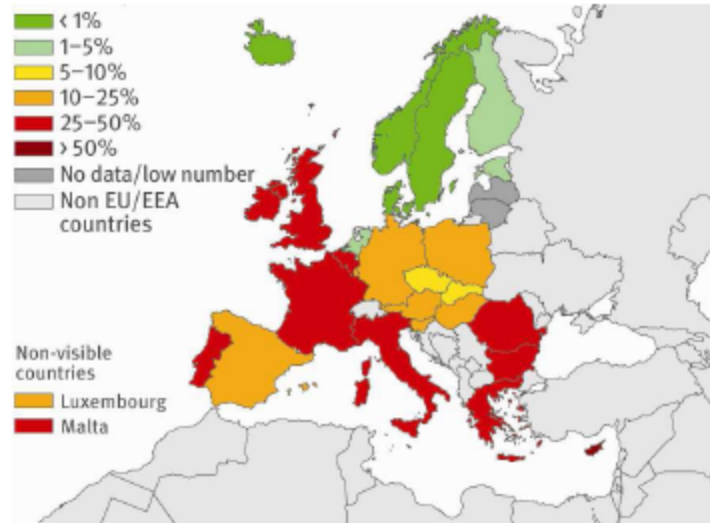 < 1%
1–5%
5–10%
10–25%
25–50%
> 50%
No data/low number
Non EU/EEA
countries
Non-visible
countries
Luxembourg
Malta